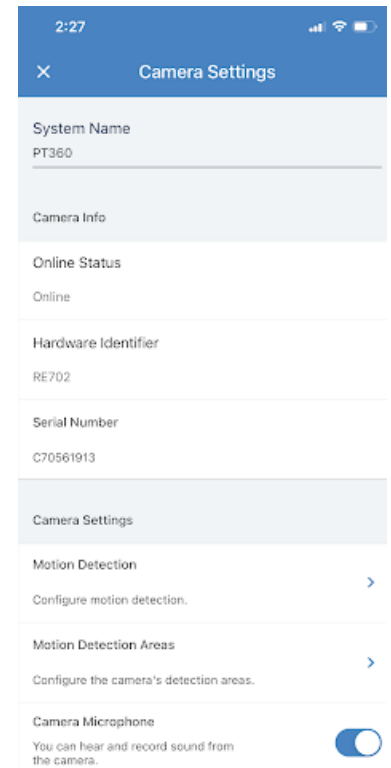 2:27
Camera Settings
System Name
PT360
Camera Info
Online Status
Online
Hardware Identifier
RE702
Serial Number
C70561913
Camera Settings
Motion Detection
Configure motion detection.
Motion Detection Areas
Configure the camera's detection areas.
Camera Microphone
You can hear and record sound from
the camera.